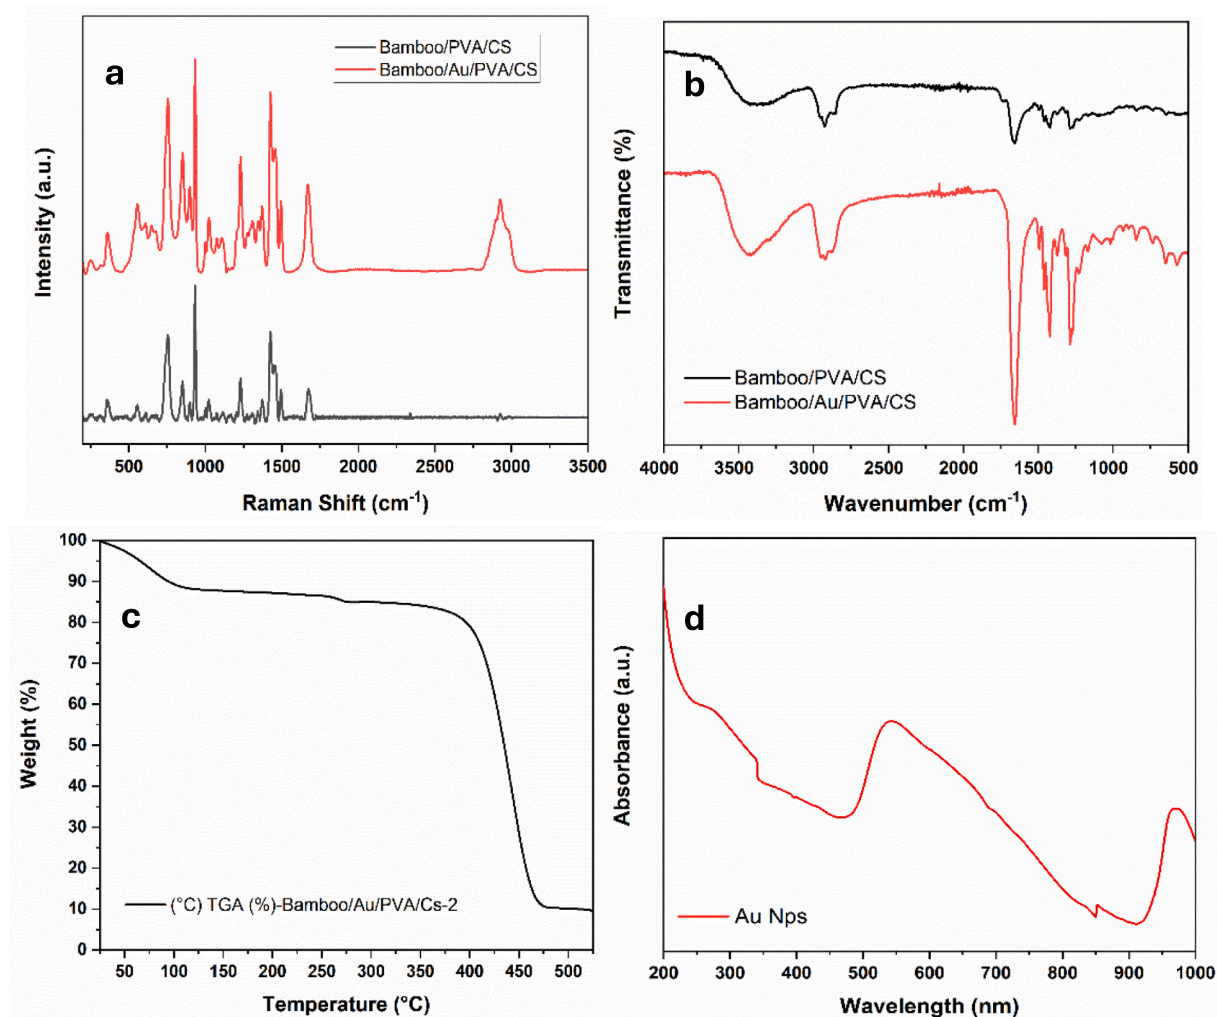 a
Bamboo/PVA/CS
Bamboo/Au/PVA/CS
Intensity (a.u.)
500 1000 1500 2000 2500 3000 3500
Raman Shift (cm-1)
b
Transmittance (%)
Bamboo/PVA/CS
Bamboo/Au/PVA/CS
4000 3500 3000 2500 2000 1500 1000 500
Wavenumber (cm-1)
c
Weight (%)
100
90
80
70
60
50
40
30
20
10
0
(°C) TGA (%)-Bamboo/Au/PVA/Cs-2
50 100 150 200 250 300 350 400 450 500
Temperature (°C)
d
Absorbance (a.u.)
Au Nps
200 300 400 500 600 700 800 900 1000
Wavelength (nm)